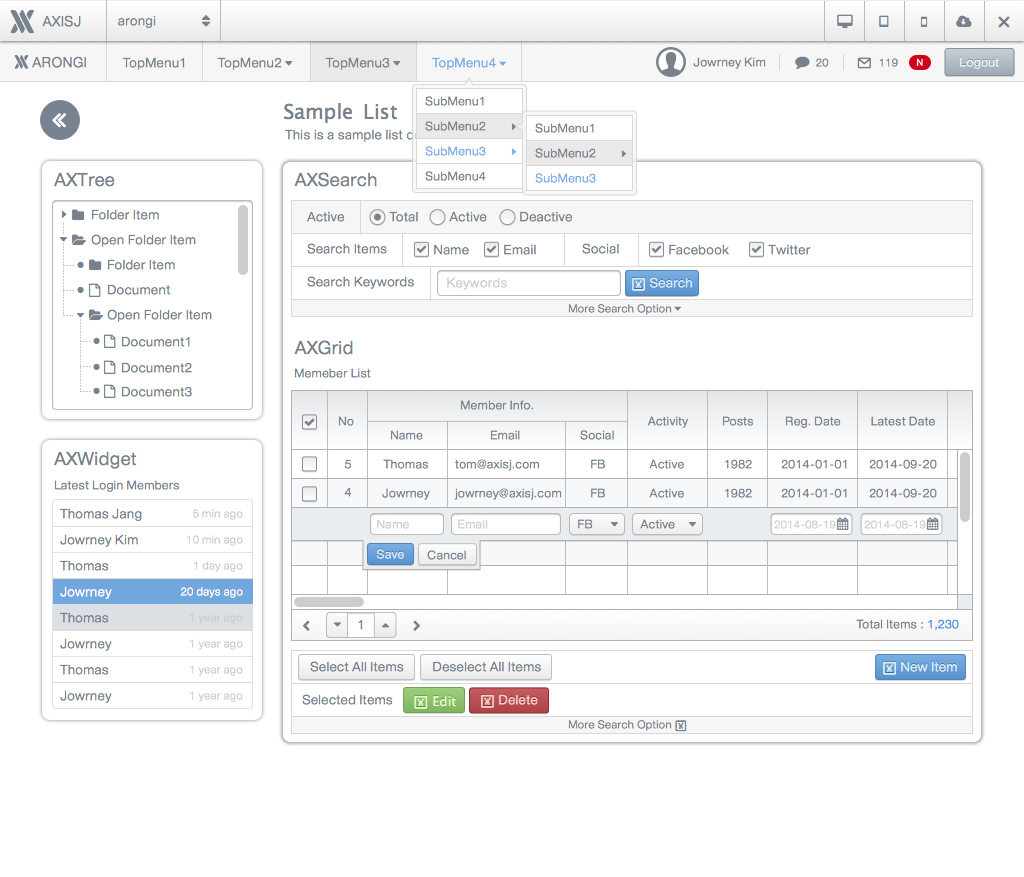 AXISJ arongi
ARONGI TopMenu1 TopMenu2 TopMenu3 TopMenu4 Jowrney Kim 20 119 N Logout
SubMenu1
SubMenu2
SubMenu3
SubMenu4
SubMenu1
SubMenu2
SubMenu3
Sample List
This is a sample list
AXTree
Folder Item
Open Folder Item
Folder Item
Document
Open Folder Item
Document1
Document2
Document3
AXWidget
Latest Login Members
Thomas Jang 5 min ago
Jowrney Kim 10 min ago
Thomas 1 day ago
Jowrney 20 days ago
Thomas 1 year ago
Jowrney 1 year ago
Thomas 1 year ago
Jowrney 1 year ago
AXSearch
Active Total Active Deactive
Search Items Name Email Social Facebook Twitter
Search Keywords Keywords Search
More Search Option
AXGrid
Memeber List
No Member Info. Activity Posts Reg. Date Latest Date
Name Email Social
5 Thomas tom@axisj.com FB Active 1982 2014-01-01 2014-09-20
4 Jowrney jowrney@axisj.com FB Active 1982 2014-01-01 2014-09-20
Name Email FB Active 2014-08-19 2014-08-19
Save Cancel
1 Total Items : 1,230
Select All Items Deselect All Items New Item
Selected Items Edit Delete
More Search Option